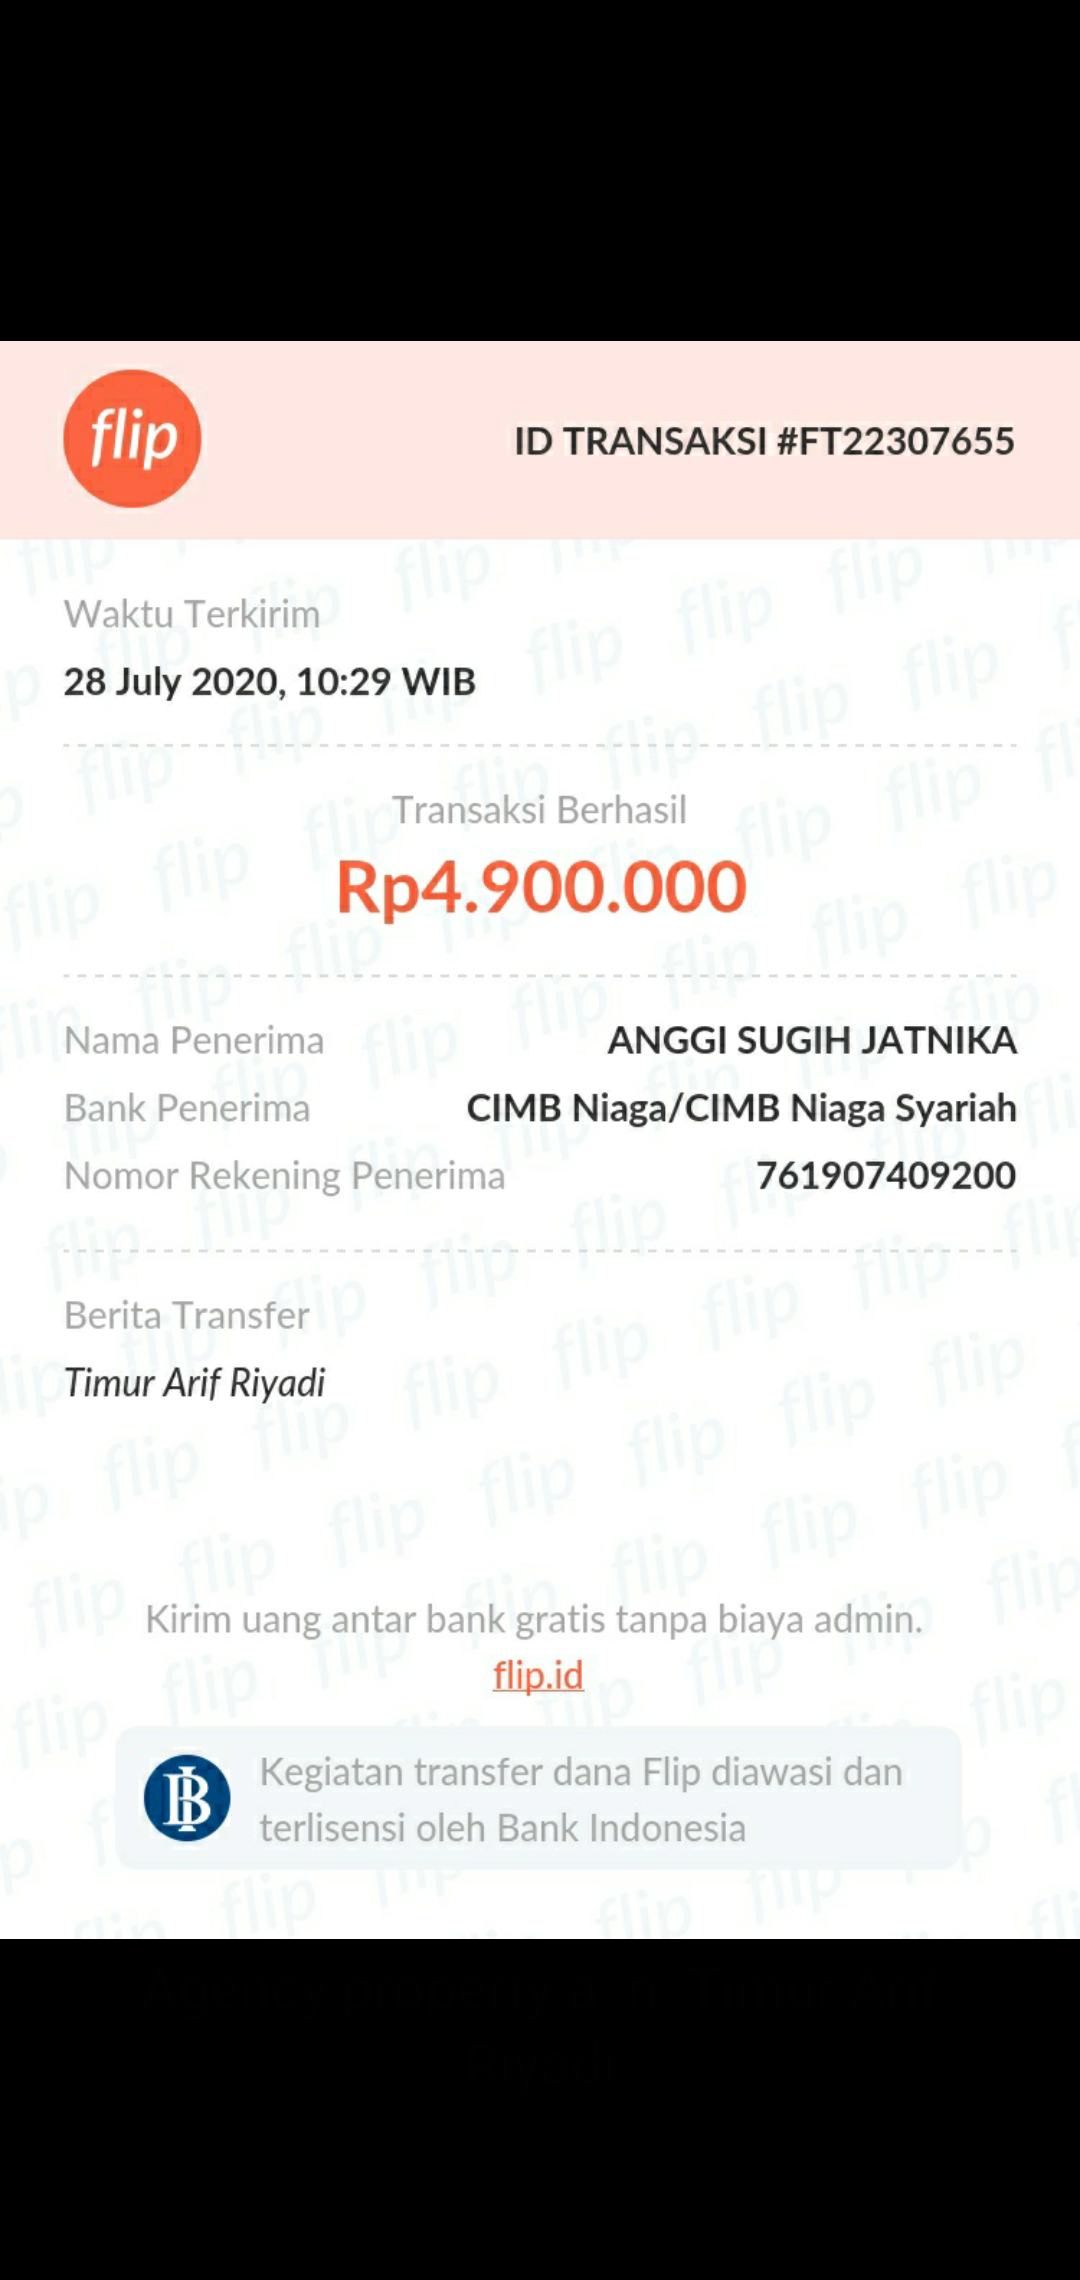 flip
ID TRANSAKSI #FT22307655
Waktu Terkirim
28 July 2020, 10:29 WIB
Transaksi Berhasil
Rp4.900.000
Nama Penerima ANGGI SUGIH JATNIKA
Bank Penerima CIMB Niaga/CIMB Niaga Syariah
Nomor Rekening Penerima 761907409200
Berita Transfer
Timur Arif Riyadi
Kirim uang antar bank gratis tanpa biaya admin.
flip.id
Kegiatan transfer dana Flip diawasi dan
terlisensi oleh Bank Indonesia